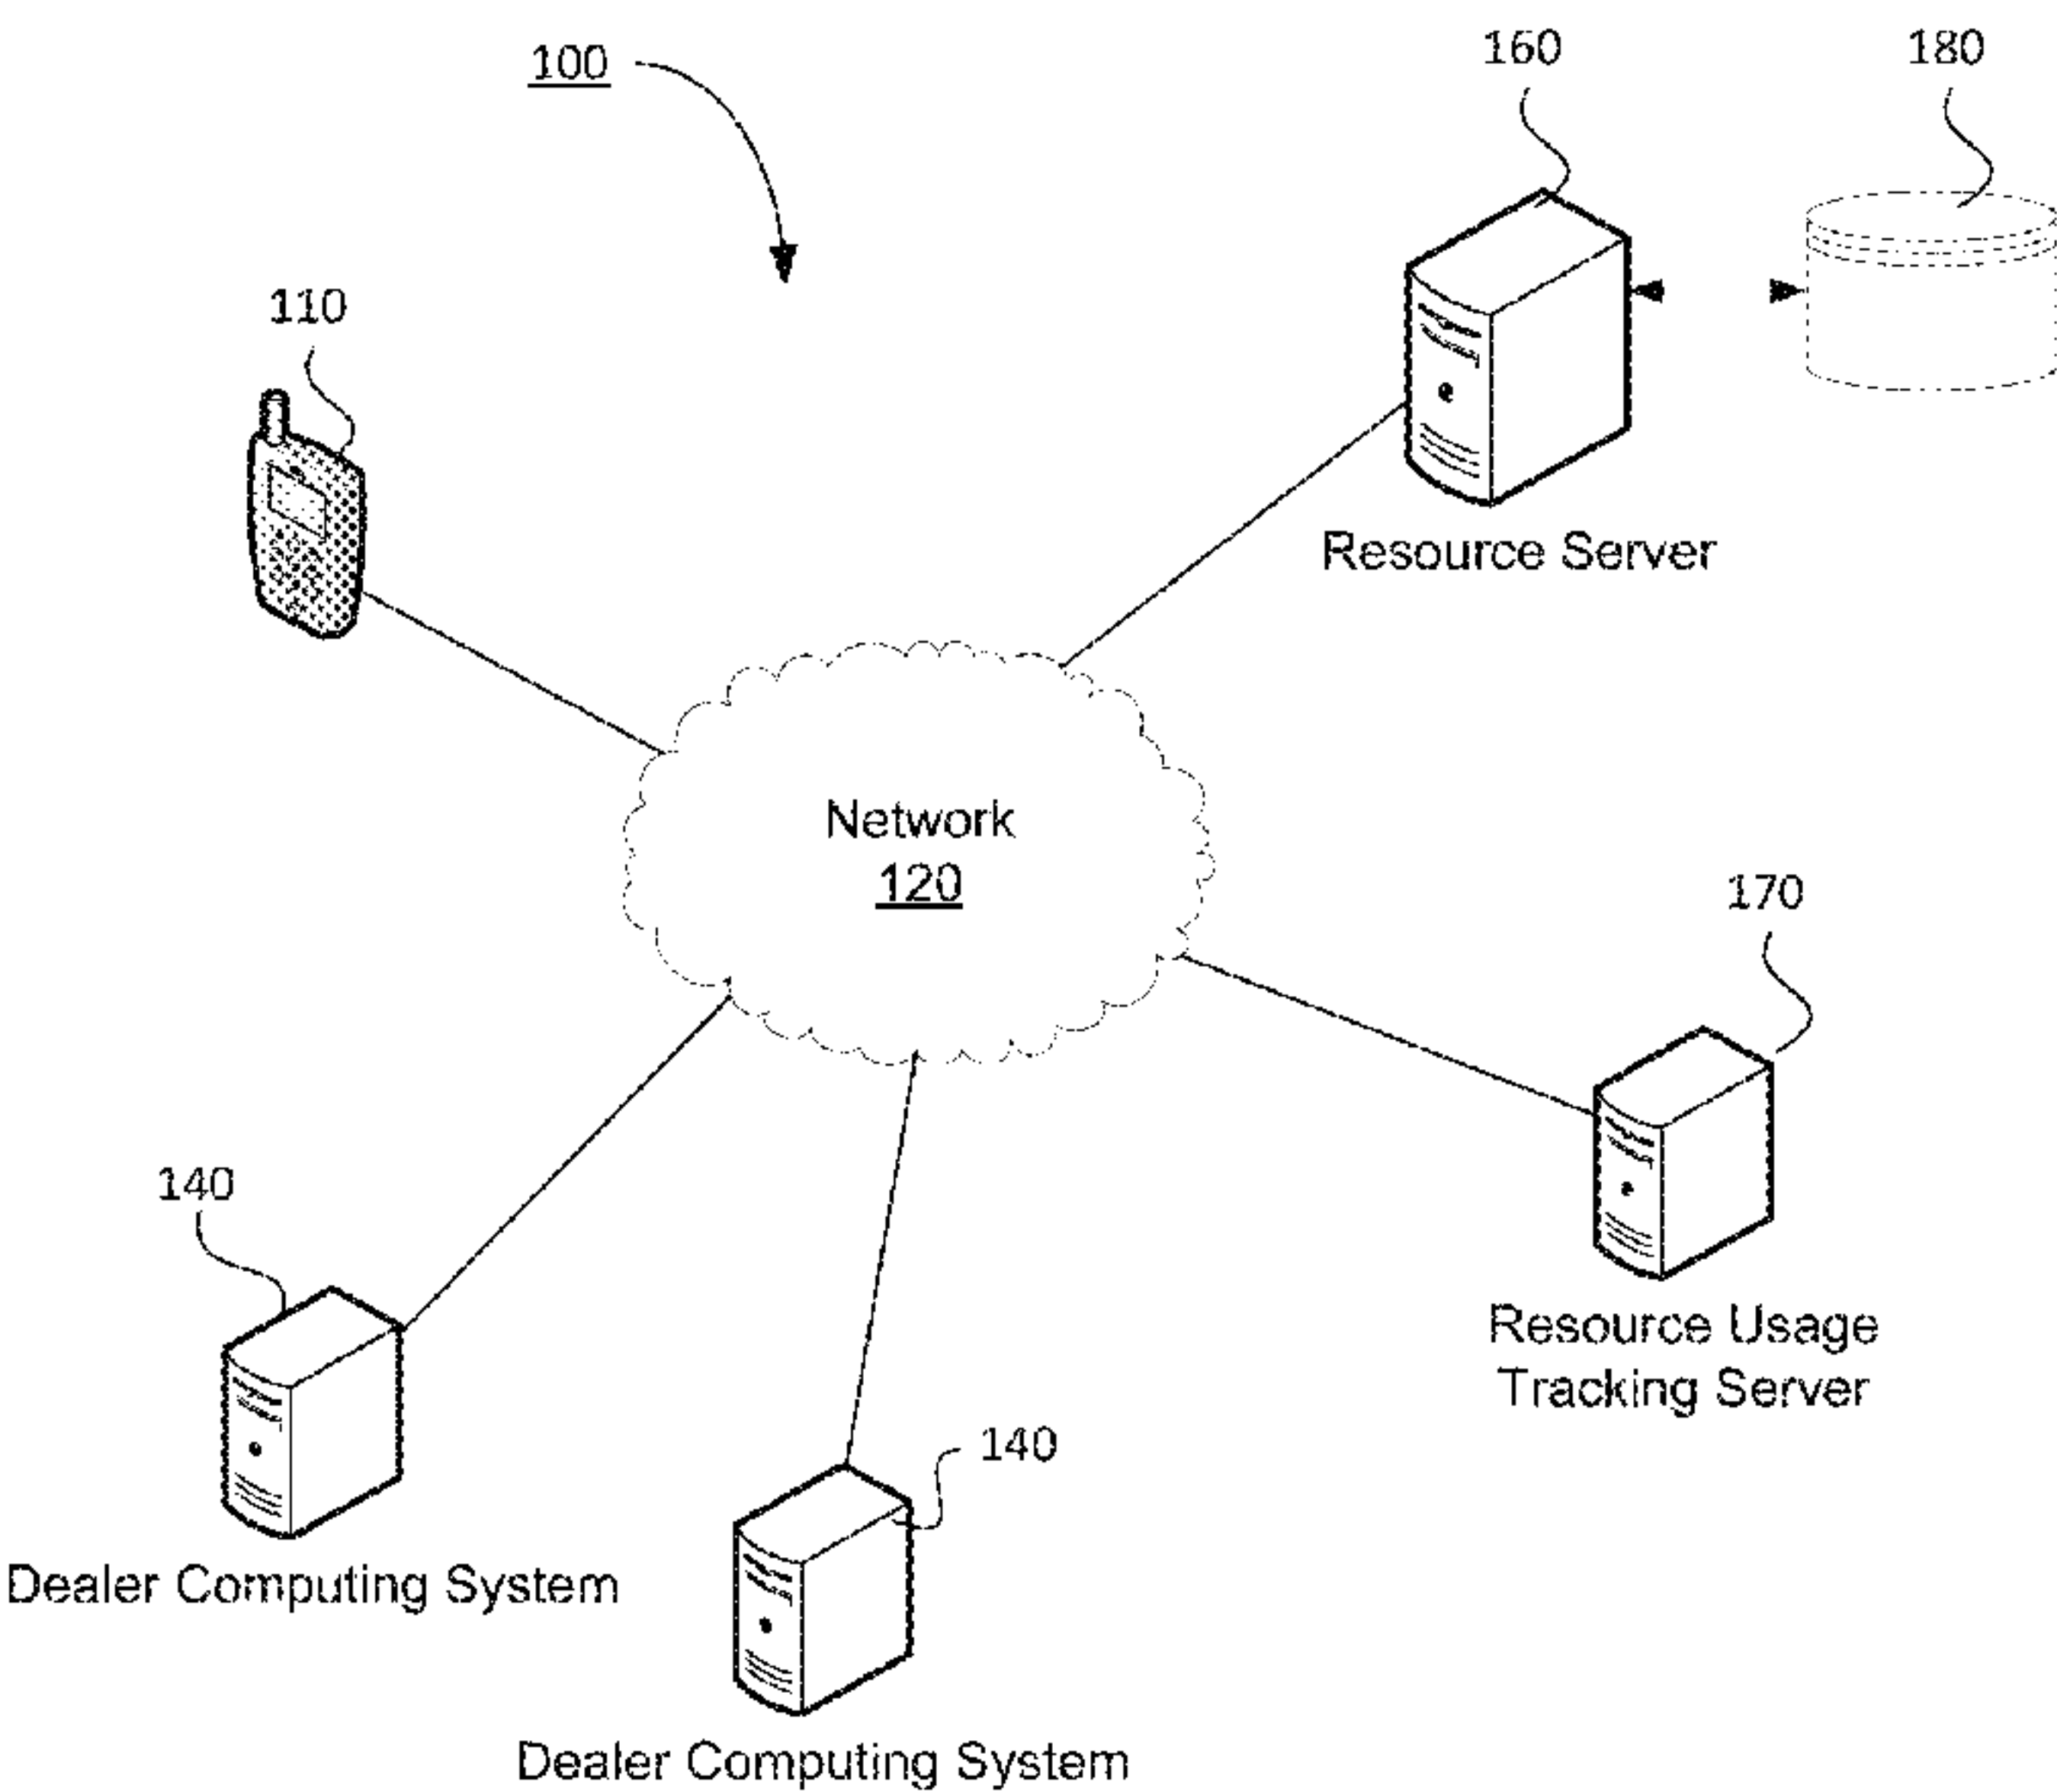 100
160
180
110
Resource Server
Network
120
170
140
Resource Usage
Tracking Server
140
Dealer Computing System
Dealer Computing System